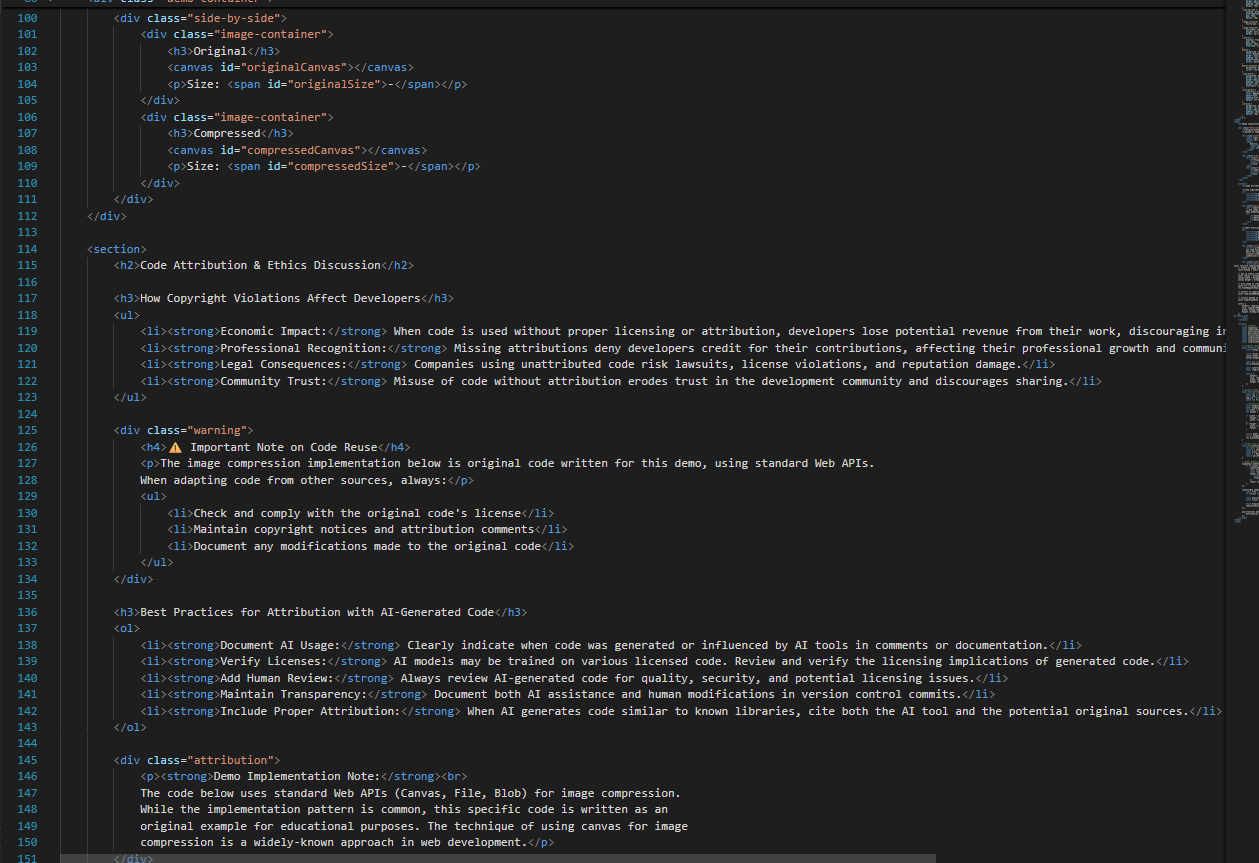 100 <div class="side-by-side">
101 <div class="image-container">
102 <h3>Original</h3>
103 <canvas id="originalCanvas"></canvas>
104 <p>Size: <span id="originalSize">-</span></p>
105 </div>
106 <div class="image-container">
107 <h3>Compressed</h3>
108 <canvas id="compressedCanvas"></canvas>
109 <p>Size: <span id="compressedSize">-</span></p>
110 </div>
111 </div>
112 </div>
113
114 <section>
115 <h2>Code Attribution & Ethics Discussion</h2>
116
117 <h3>How Copyright Violations Affect Developers</h3>
118 <ul>
119 <li><strong>Economic Impact:</strong> When code is used without proper licensing or attribution, developers lose potential revenue from their work, discouraging
120 <li><strong>Professional Recognition:</strong> Missing attributions deny developers credit for their contributions, affecting their professional growth and
121 <li><strong>Legal Consequences:</strong> Companies using unattributed code risk lawsuits, license violations, and reputation damage.</li>
122 <li><strong>Community Trust:</strong> Misuse of code without attribution erodes trust in the development community and discourages sharing.</li>
123 </ul>
124
125 <div class="warning">
126 <h4>⚠️ Important Note on Code Reuse</h4>
127 <p>The image compression implementation below is original code written for this demo, using standard Web APIs.
128 When adapting code from other sources, always:</p>
129 <ul>
130 <li>Check and comply with the original code's license</li>
131 <li>Maintain copyright notices and attribution comments</li>
132 <li>Document any modifications made to the original code</li>
133 </ul>
134 </div>
135
136 <h3>Best Practices for Attribution with AI-Generated Code</h3>
137 <ol>
138 <li><strong>Document AI Usage:</strong> Clearly indicate when code was generated or influenced by AI tools in comments or documentation.</li>
139 <li><strong>Verify Licenses:</strong> AI models may be trained on various licensed code. Review and verify the licensing implications of generated code.</li>
140 <li><strong>Add Human Review:</strong> Always review AI-generated code for quality, security, and potential licensing issues.</li>
141 <li><strong>Maintain Transparency:</strong> Document both AI assistance and human modifications in version control commits.</li>
142 <li><strong>Include Proper Attribution:</strong> When AI generates code similar to known libraries, cite both the AI tool and the potential original sources.</li>
143 </ol>
144
145 <div class="attribution">
146 <p><strong>Demo Implementation Note:</strong><br>
147 The code below uses standard Web APIs (Canvas, File, Blob) for image compression.
148 While the implementation pattern is common, this specific code is written as an
149 original example for educational purposes. The technique of using canvas for image
150 compression is a widely-known approach in web development.</p>
151 </div>